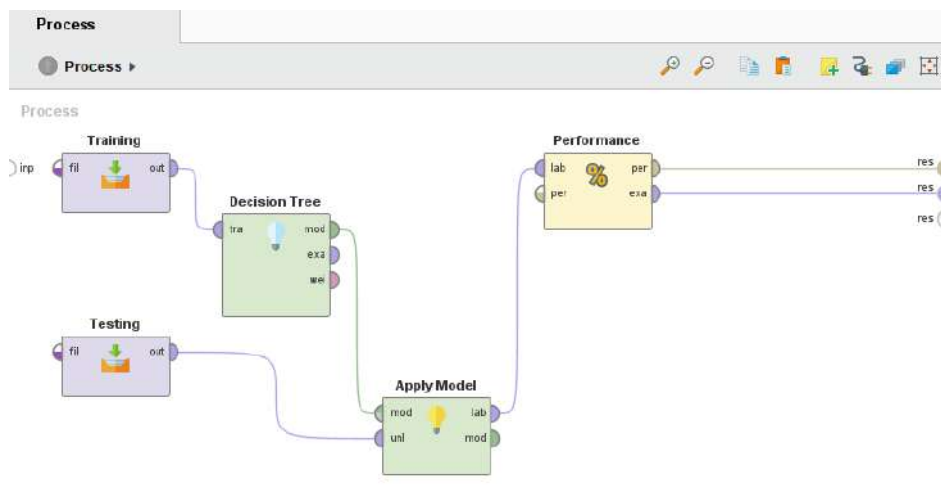 Process
Process
Process
Training
Performance
inp
fil
out
lab
per
res
per
exa
res
res
Decision Tree
tra
mod
exa
wei
Testing
fil
out
Apply Model
mod
lab
unl
mod
%